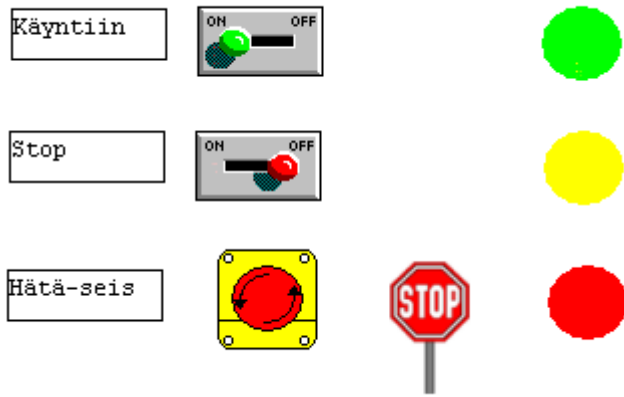 Käyntiin
ON OFF
Stop
ON OFF
Hätä-seis
STOP